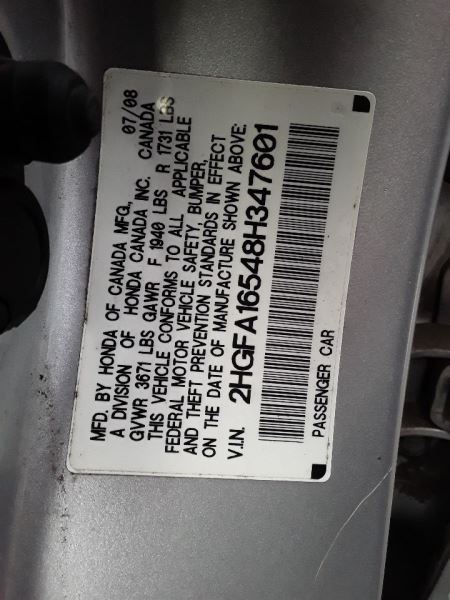 MFD. BY HONDA OF CANADA MFG., 07/08
A DIVISION OF HONDA CANADA INC. CANADA
GVWR 3671 LBS GAWR F 1940 LBS R 1731 LBS
THIS VEHICLE CONFORMS TO ALL APPLICABLE
FEDERAL MOTOR VEHICLE SAFETY, BUMPER,
AND THEFT PREVENTION STANDARDS IN EFFECT
ON THE DATE OF MANUFACTURE SHOWN ABOVE.
V.I.N. 2HGFA16548H347601
PASSENGER CAR